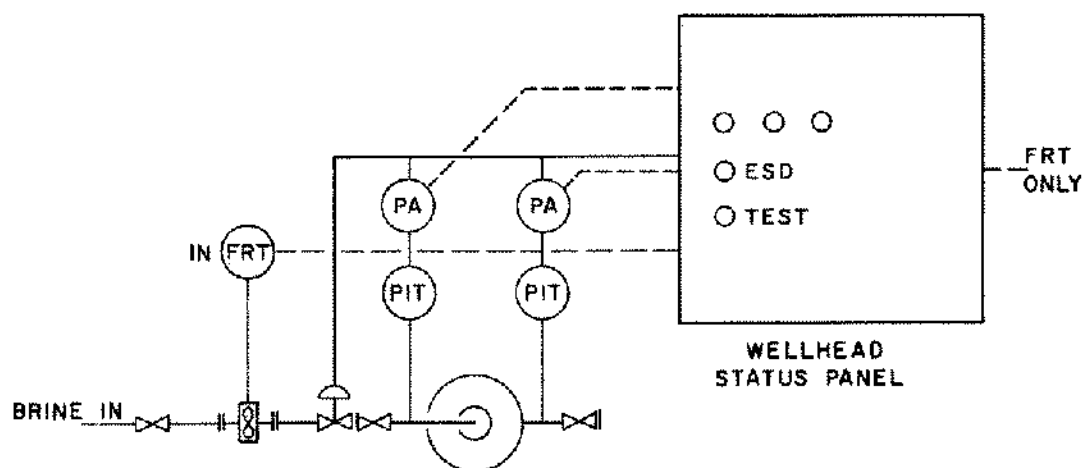 FRT
ONLY
PA
PA
ESD
TEST
IN FRT
PIT
PIT
WELLHEAD
STATUS PANEL
BRINE IN